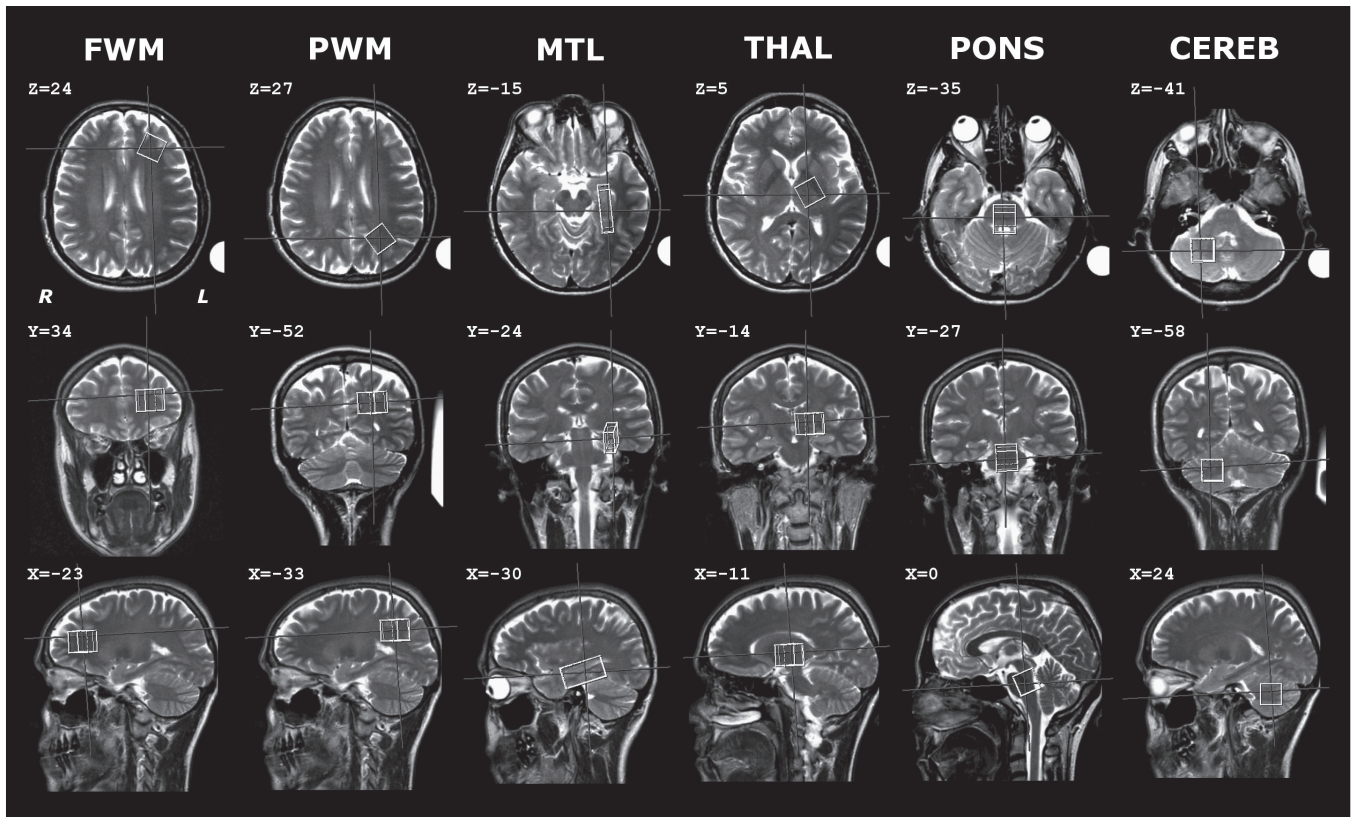 FWM PWM MTL THAL PONS CEREB
Z=24 Z=27 Z=-15 Z=5 Z=-35 Z=-41
R L
Y=34 Y=-52 Y=-24 Y=-14 Y=-27 Y=-58
X=-23 X=-33 X=-30 X=-11 X=0 X=24